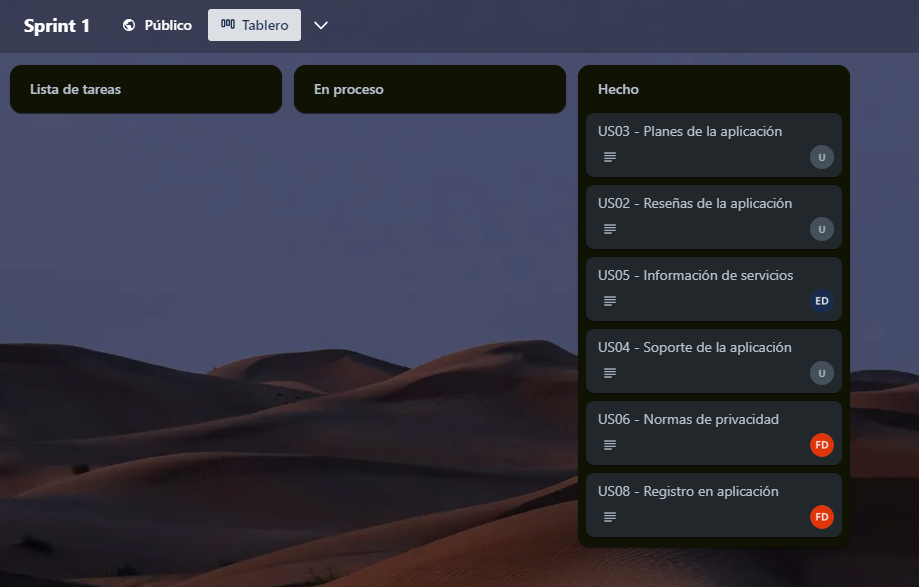 Sprint 1
Público
Tablero
Lista de tareas
En proceso
Hecho
US03 - Planes de la aplicación
U
US02 - Reseñas de la aplicación
U
US05 - Información de servicios
ED
US04 - Soporte de la aplicación
U
US06 - Normas de privacidad
FD
US08 - Registro en aplicación
FD